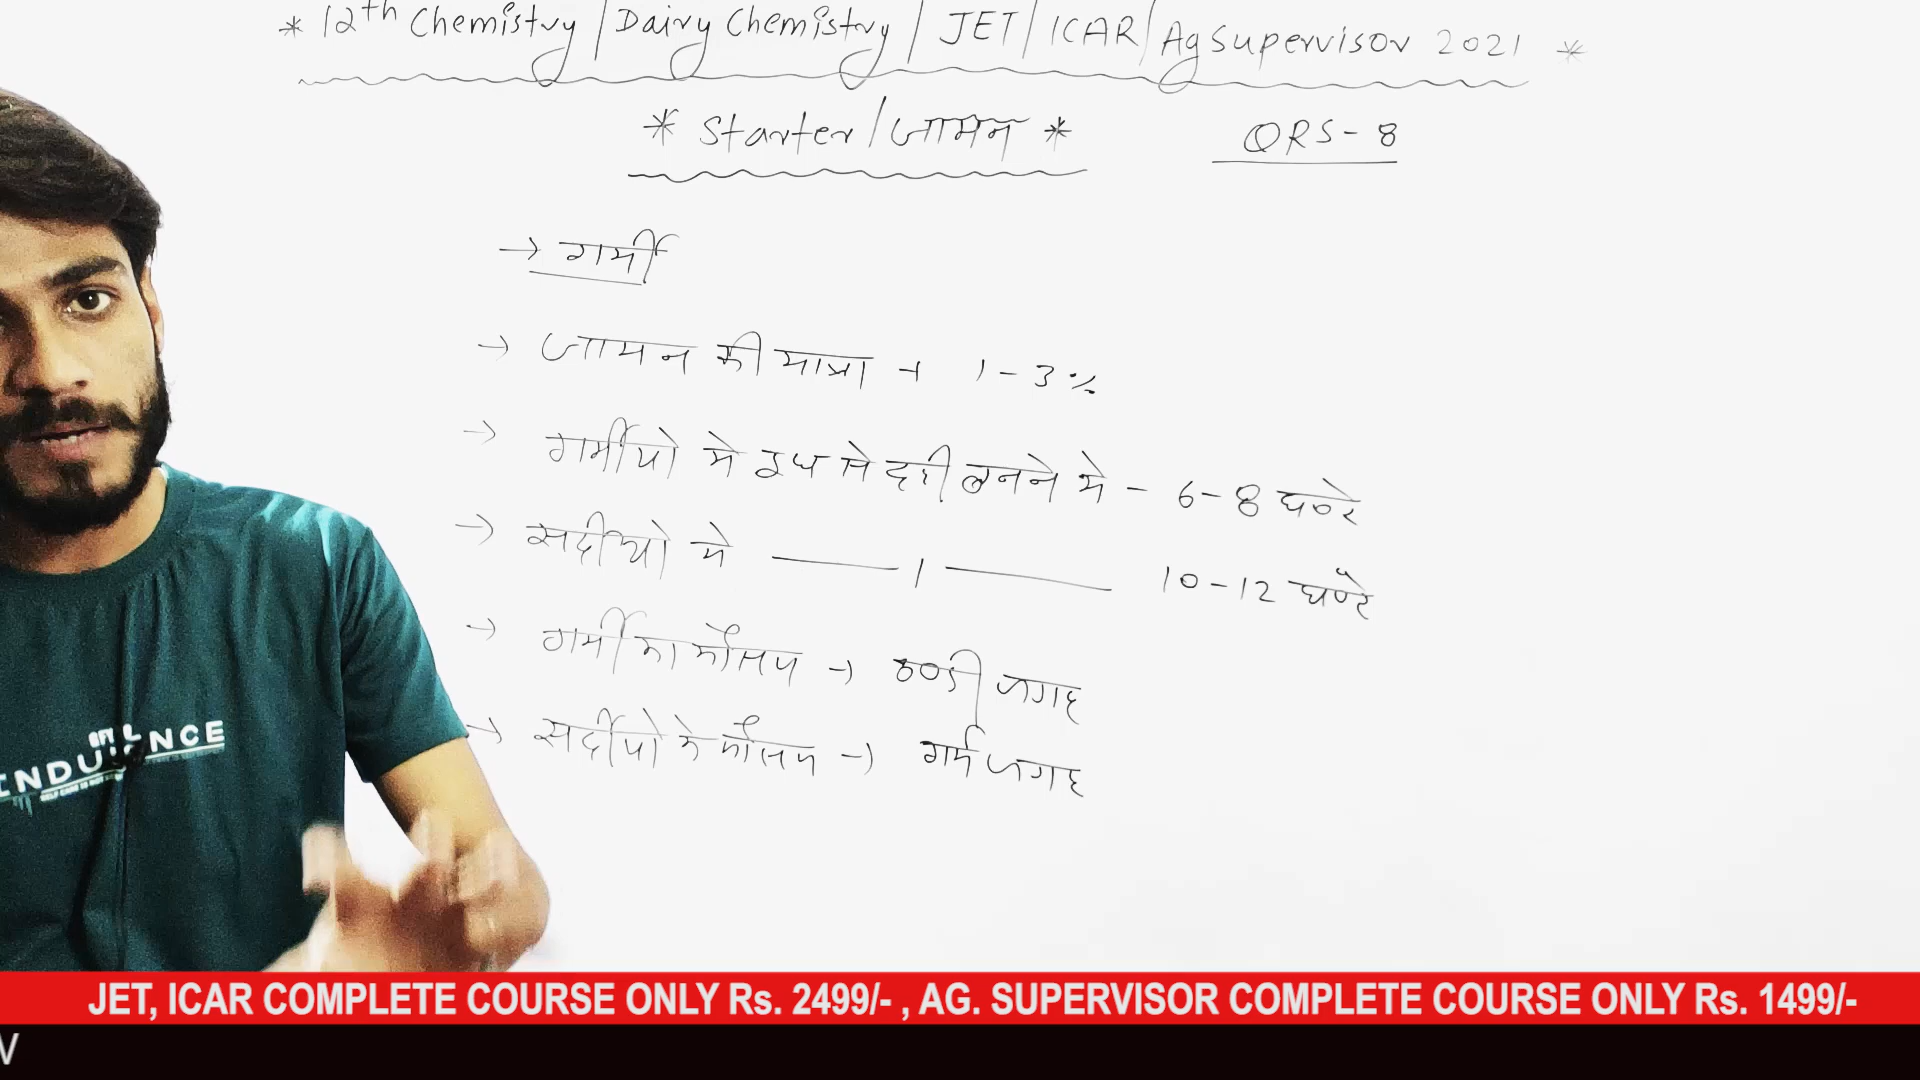 * 12th Chemistry / Dairy Chemistry / JET / ICAR / Ag Supervisor 2021 *
* Starter / जामन *
QRS - 8
→ गर्मी
→ जामन की मात्रा → 1 - 3 %
→ गर्मीयो मे दुध से दही बनने मे - 6 - 8 घण्टे
→ सर्दीयो मे ——— 1 ——— 10 - 12 घण्टे
→ गर्मी का मौसम → ठण्डी जगह
→ सर्दीयो के मौसम → गर्म जगह
ENDURANCE
JET, ICAR COMPLETE COURSE ONLY Rs. 2499/- , AG. SUPERVISOR COMPLETE COURSE ONLY Rs. 1499/-
V